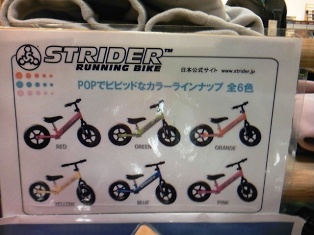 STRIDER™
RUNNING BIKE
日本公式サイト www.strider.jp
POPでビビッドなカラーラインナップ 全6色
RED GREEN ORANGE
YELLOW BLUE PINK